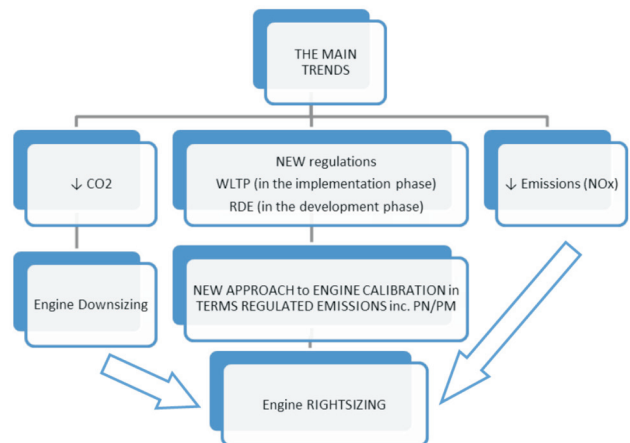 THE MAIN
TRENDS
↓ CO2
NEW regulations
WLTP (in the implementation phase)
RDE (in the development phase)
↓ Emissions (NOx)
Engine Downsizing
NEW APPROACH to ENGINE CALIBRATION in
TERMS REGULATED EMISSIONS inc. PN/PM
Engine RIGHTSIZING